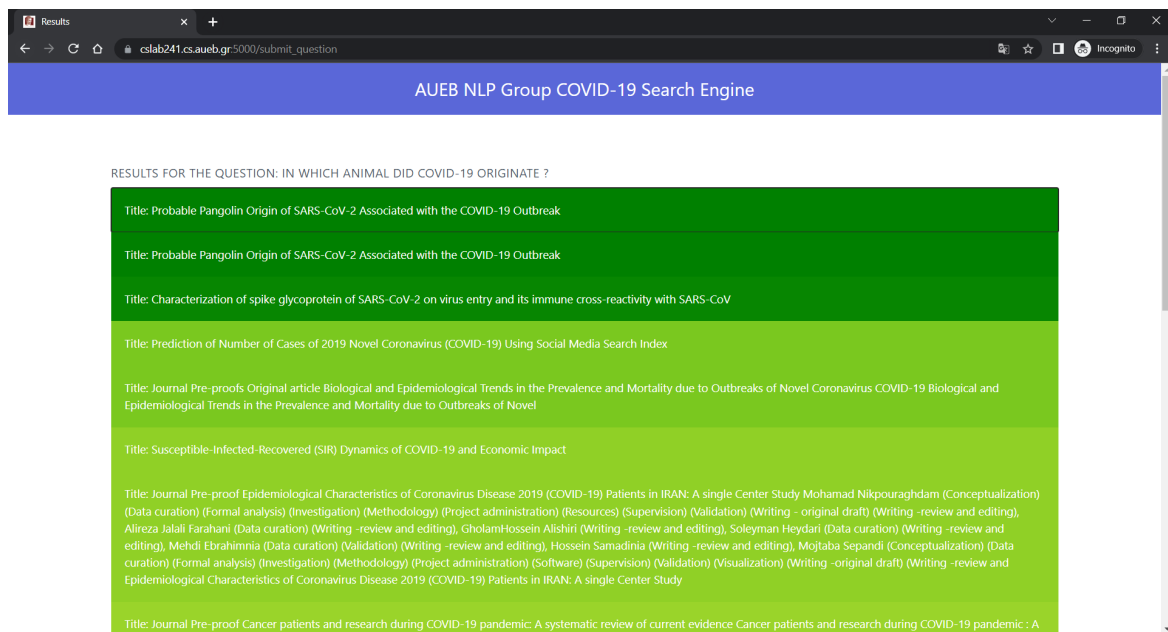 Results
cslab241.cs.aueb.gr:5000/submit_question
Incognito
AUEB NLP Group COVID-19 Search Engine
RESULTS FOR THE QUESTION: IN WHICH ANIMAL DID COVID-19 ORIGINATE ?
Title: Probable Pangolin Origin of SARS-CoV-2 Associated with the COVID-19 Outbreak
Title: Probable Pangolin Origin of SARS-CoV-2 Associated with the COVID-19 Outbreak
Title: Characterization of spike glycoprotein of SARS-CoV-2 on virus entry and its immune cross-reactivity with SARS-CoV
Title: Prediction of Number of Cases of 2019 Novel Coronavirus (COVID-19) Using Social Media Search Index
Title: Journal Pre-proofs Original article Biological and Epidemiological Trends in the Prevalence and Mortality due to Outbreaks of Novel Coronavirus COVID-19 Biological and
Epidemiological Trends in the Prevalence and Mortality due to Outbreaks of Novel
Title: Susceptible-Infected-Recovered (SIR) Dynamics of COVID-19 and Economic Impact
Title: Journal Pre-proof Epidemiological Characteristics of Coronavirus Disease 2019 (COVID-19) Patients in IRAN: A single Center Study Mohamad Nikpouraghdam (Conceptualization)
(Data curation) (Formal analysis) (Investigation) (Methodology) (Project administration) (Resources) (Supervision) (Validation) (Writing - original draft) (Writing -review and editing),
Alireza Jalali Farahani (Data curation) (Writing -review and editing), GholamHossein Alishiri (Writing -review and editing), Soleyman Heydari (Data curation) (Writing -review and
editing), Mehdi Ebrahimnia (Data curation) (Validation) (Writing -review and editing), Hossein Samadinia (Writing -review and editing), Mojtaba Sepandi (Conceptualization) (Data
curation) (Formal analysis) (Investigation) (Methodology) (Project administration) (Software) (Supervision) (Validation) (Visualization) (Writing -original draft) (Writing -review and
Epidemiological Characteristics of Coronavirus Disease 2019 (COVID-19) Patients in IRAN: A single Center Study
Title: Journal Pre-proof Cancer patients and research during COVID-19 pandemic: A systematic review of current evidence Cancer patients and research during COVID-19 pandemic : A